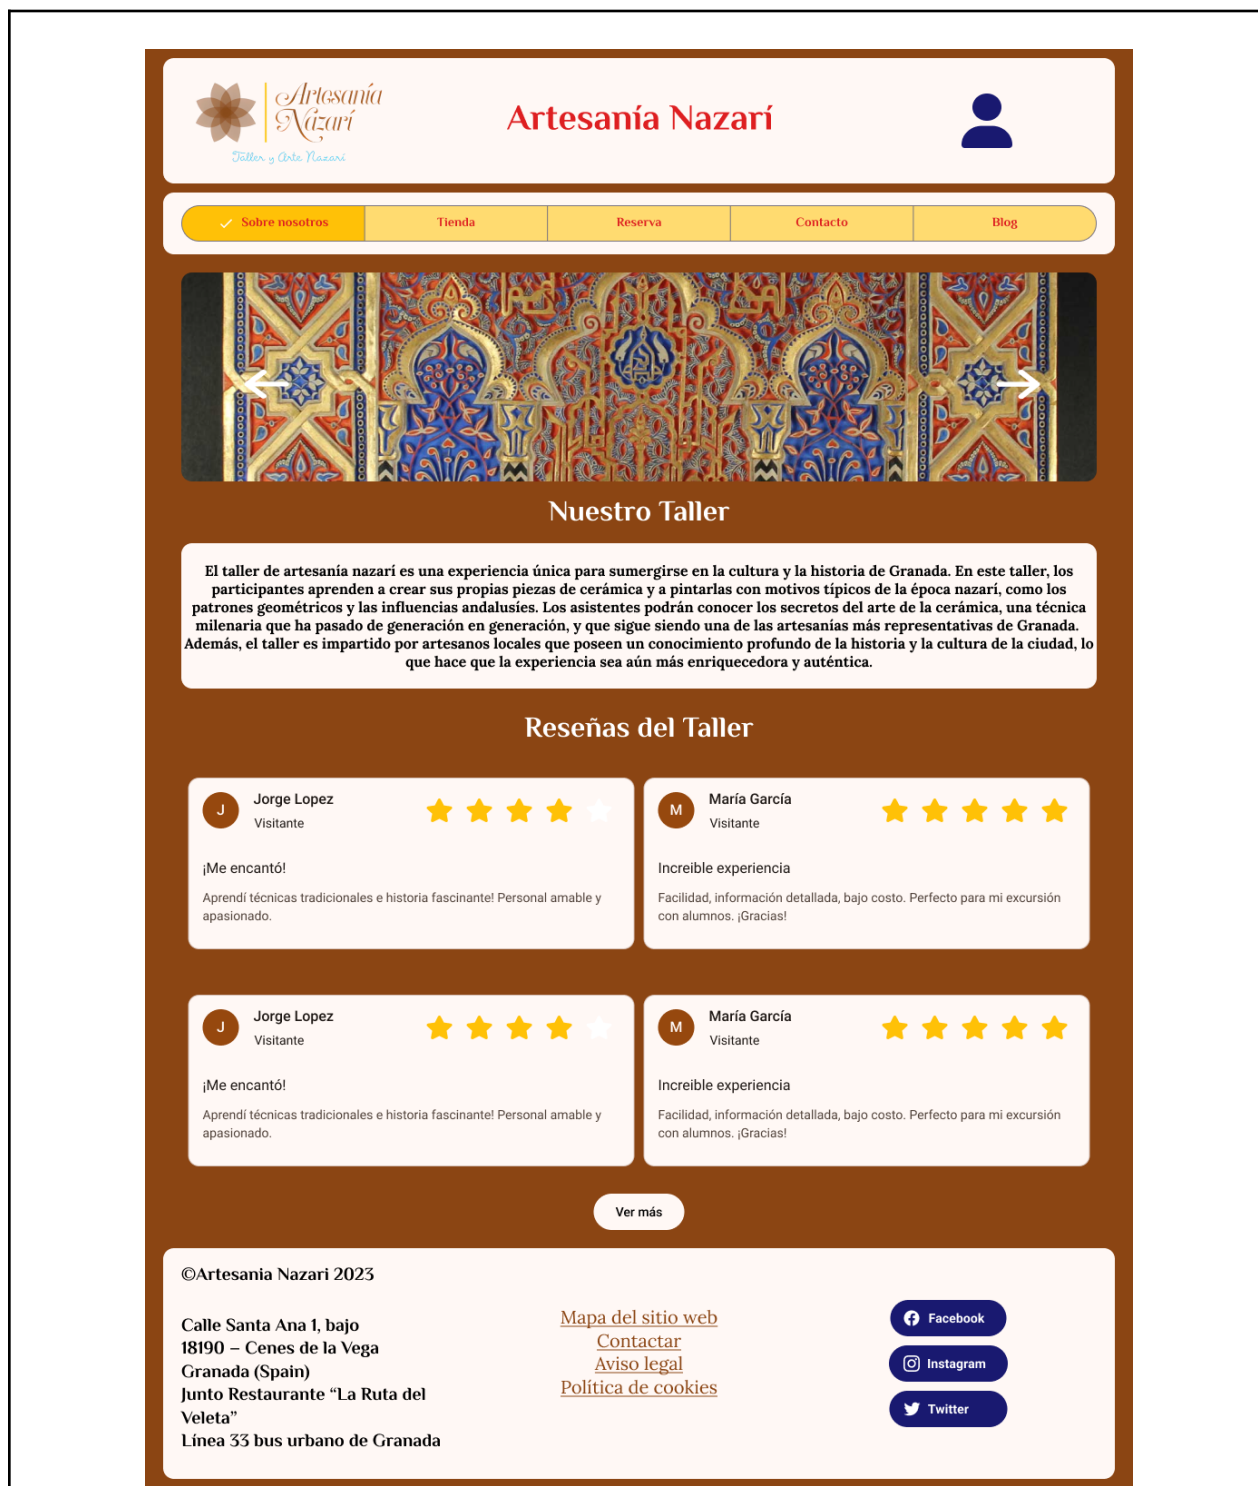 Artesanía
Nazarí
Taller y Arte Nazarí
Artesanía Nazarí
Sobre nosotros
Tienda
Reserva
Contacto
Blog
Nuestro Taller
El taller de artesanía nazarí es una experiencia única para sumergirse en la cultura y la historia de Granada. En este taller, los
participantes aprenden a crear sus propias piezas de cerámica y a pintarlas con motivos típicos de la época nazarí, como los
patrones geométricos y las influencias andalusíes. Los asistentes podrán conocer los secretos del arte de la cerámica, una técnica
milenaria que ha pasado de generación en generación, y que sigue siendo una de las artesanías más representativas de Granada.
Además, el taller es impartido por artesanos locales que poseen un conocimiento profundo de la historia y la cultura de la ciudad, lo
que hace que la experiencia sea aún más enriquecedora y auténtica.
Reseñas del Taller
J
Jorge Lopez
Visitante
¡Me encantó!
Aprendí técnicas tradicionales e historia fascinante! Personal amable y
apasionado.
M
María García
Visitante
Increible experiencia
Facilidad, información detallada, bajo costo. Perfecto para mi excursión
con alumnos. ¡Gracias!
J
Jorge Lopez
Visitante
¡Me encantó!
Aprendí técnicas tradicionales e historia fascinante! Personal amable y
apasionado.
M
María García
Visitante
Increible experiencia
Facilidad, información detallada, bajo costo. Perfecto para mi excursión
con alumnos. ¡Gracias!
Ver más
©Artesania Nazari 2023
Calle Santa Ana 1, bajo
18190 – Cenes de la Vega
Granada (Spain)
Junto Restaurante “La Ruta del
Veleta”
Línea 33 bus urbano de Granada
Mapa del sitio web
Contactar
Aviso legal
Política de cookies
Facebook
Instagram
Twitter